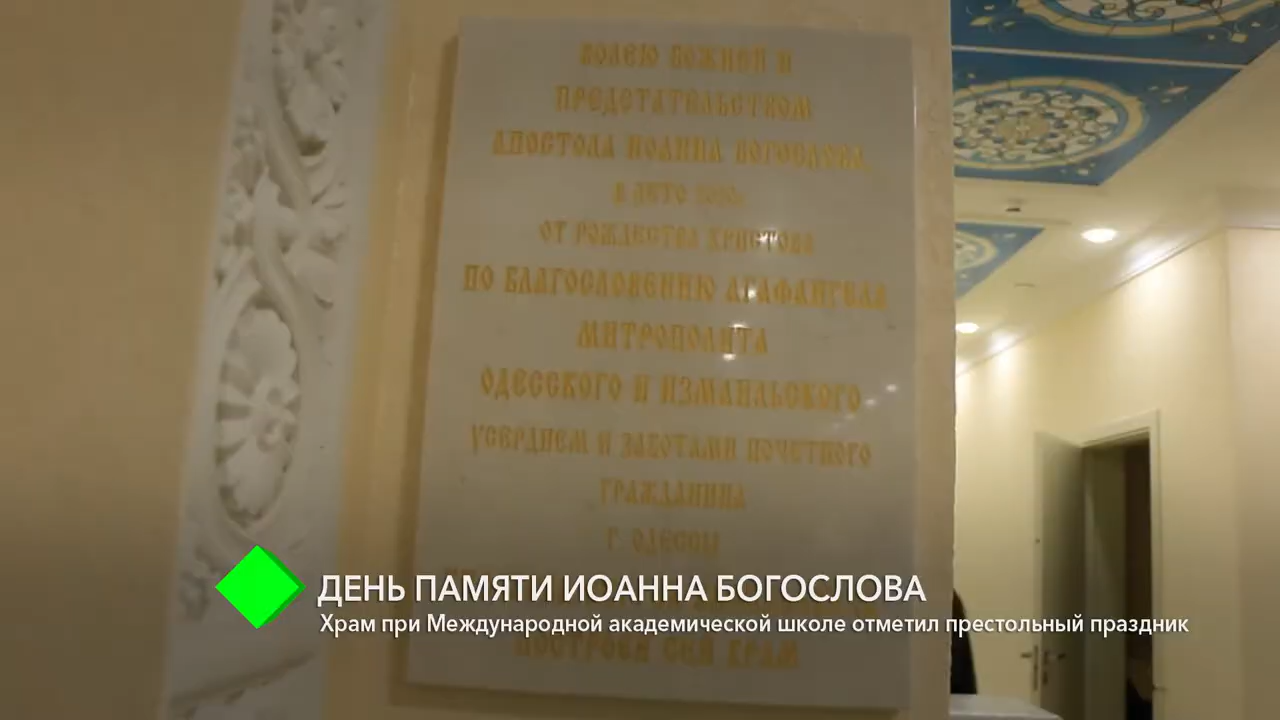 ВОЛЕЮ БОЖИЕЙ И
ПРЕДСТАТЕЛЬСТВОМ
АПОСТОЛА ИОАННА БОГОСЛОВА,
В ЛЕТО
ОТ РОЖДЕСТВА ХРИСТОВА
ПО БЛАГОСЛОВЕНИЮ АГАФАНГЕЛА
МИТРОПОЛИТА
ОДЕССКОГО И ИЗМАИЛЬСКОГО
УСЕРДИЕМ И ЗАБОТАМИ ПОЧЕТНОГО
ГРАЖДАНИНА
Г. ОДЕССЫ
ДЕНЬ ПАМЯТИ ИОАННА БОГОСЛОВА
Храм при Международной академической школе отметил престольный праздник
ПОСТРОЕН СЕЙ ХРАМ